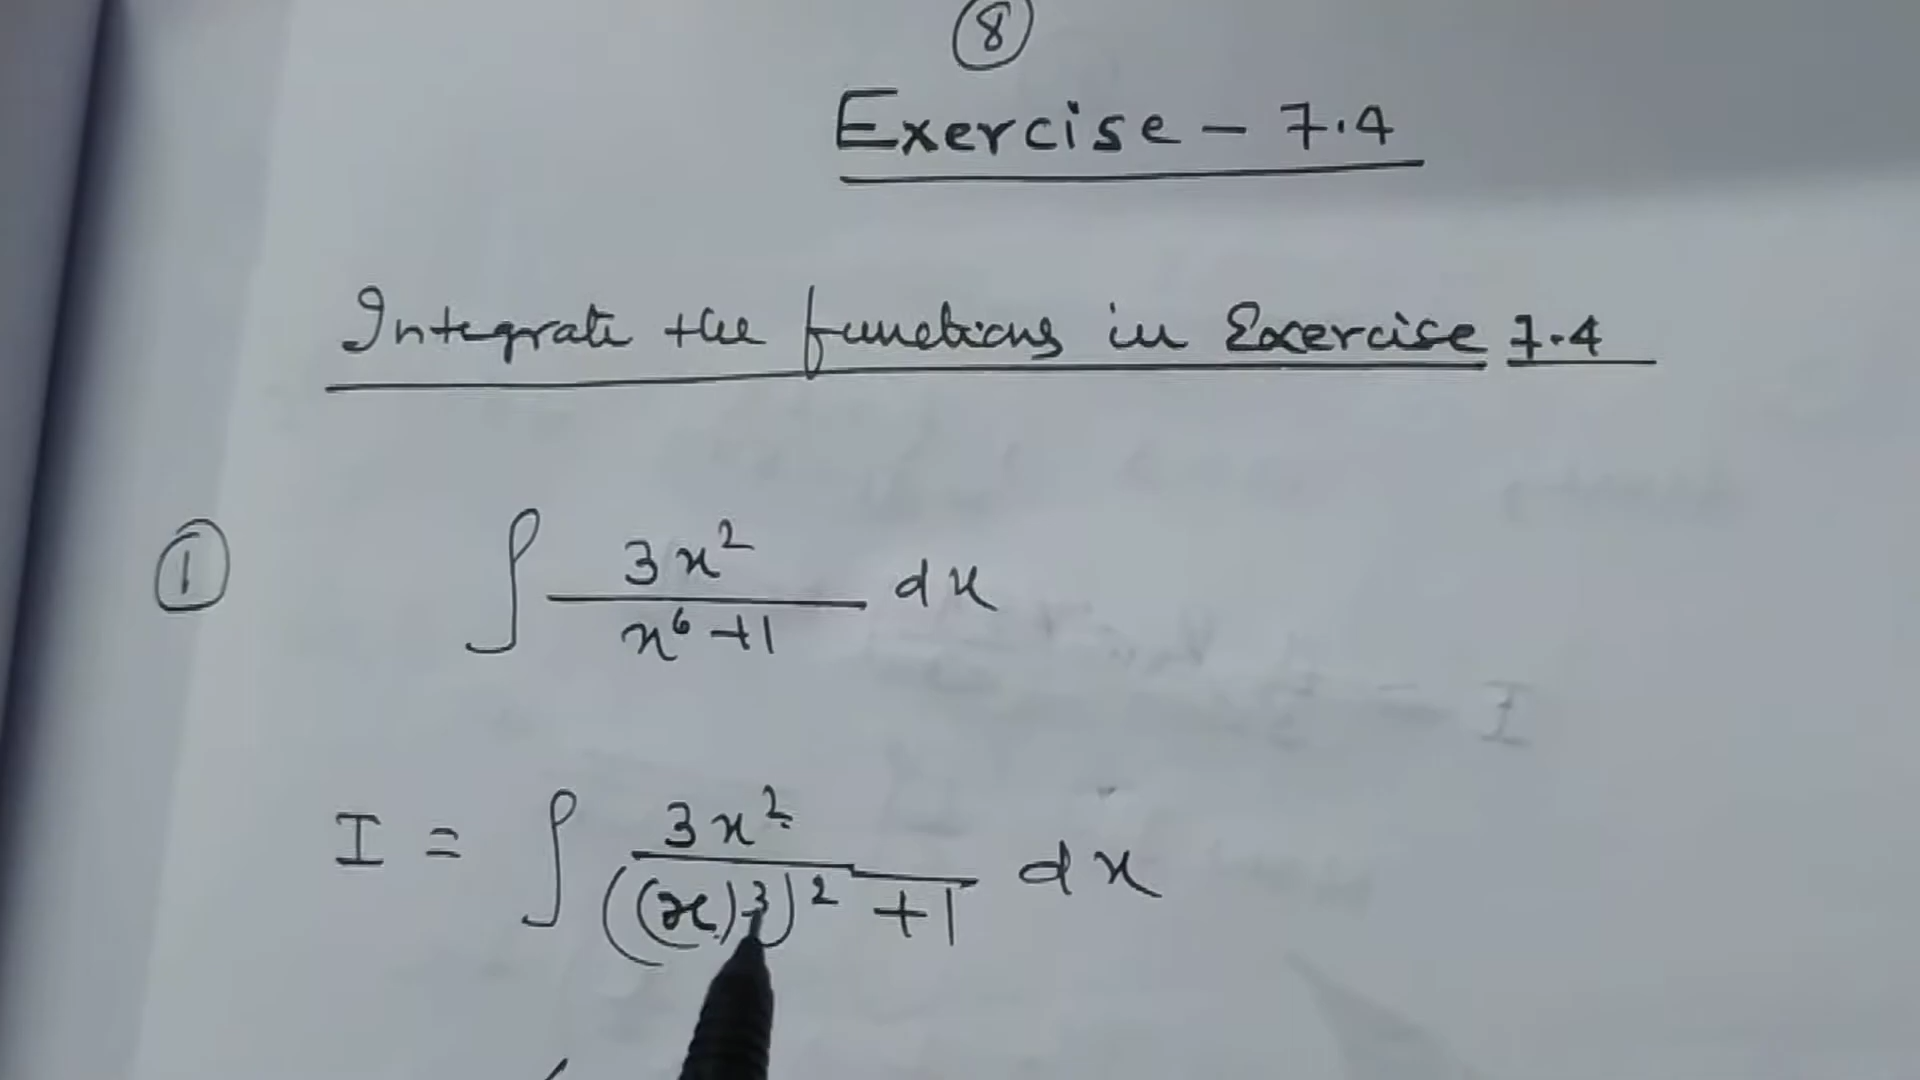 8
Exercise - 7.4
Integrate the functions in Exercise 7.4
1 ∫ 3x² / x⁶ + 1 dx
I = ∫ 3x² / ((x)³)² + 1 dx